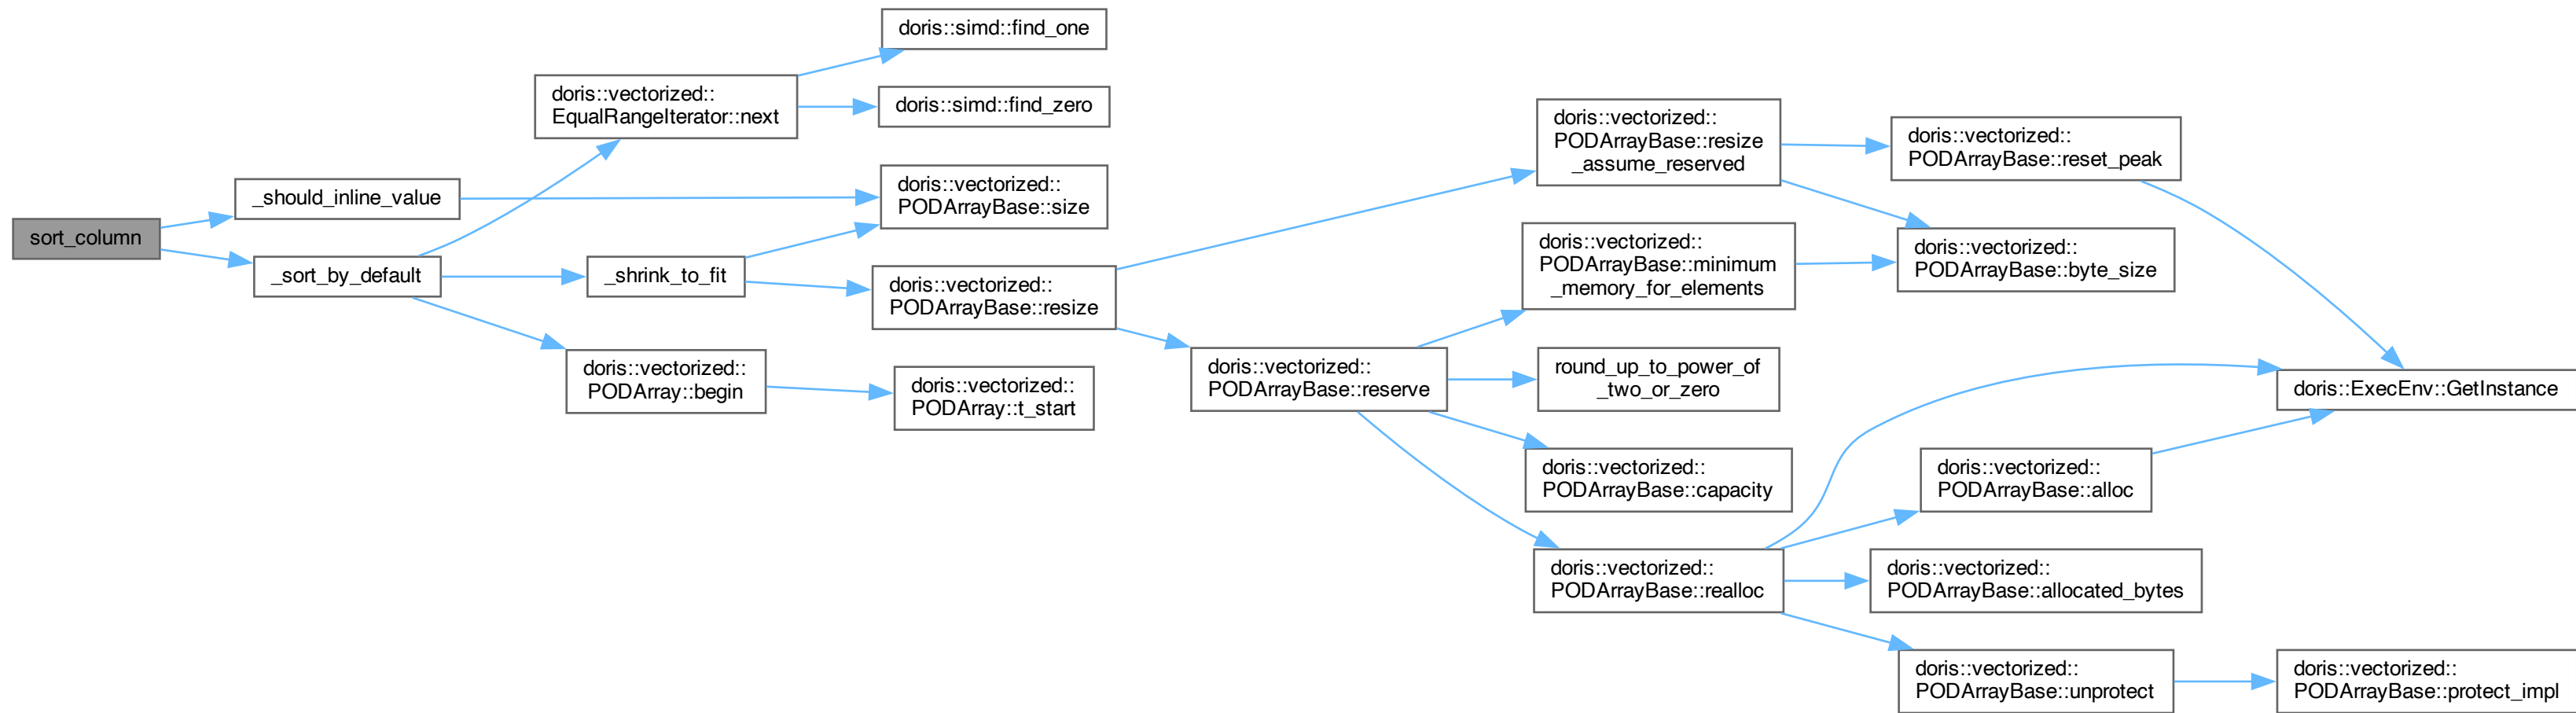 sort_column
_should_inline_value
_sort_by_default
doris::vectorized::
EqualRangeIterator::next
_shrink_to_fit
doris::vectorized::
PODArray::begin
doris::simd::find_one
doris::simd::find_zero
doris::vectorized::
PODArrayBase::size
doris::vectorized::
PODArrayBase::resize
doris::vectorized::
PODArray::t_start
doris::vectorized::
PODArrayBase::reserve
doris::vectorized::
PODArrayBase::resize
_assume_reserved
doris::vectorized::
PODArrayBase::minimum
_memory_for_elements
round_up_to_power_of
_two_or_zero
doris::vectorized::
PODArrayBase::capacity
doris::vectorized::
PODArrayBase::realloc
doris::vectorized::
PODArrayBase::reset_peak
doris::vectorized::
PODArrayBase::byte_size
doris::vectorized::
PODArrayBase::alloc
doris::vectorized::
PODArrayBase::allocated_bytes
doris::vectorized::
PODArrayBase::unprotect
doris::ExecEnv::GetInstance
doris::vectorized::
PODArrayBase::protect_impl